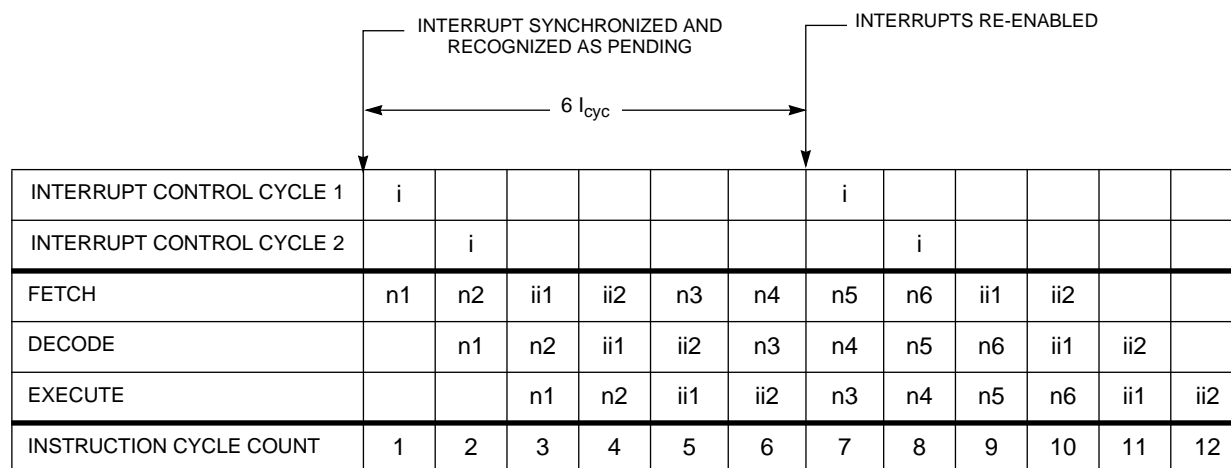 INTERRUPT SYNCHRONIZED AND
RECOGNIZED AS PENDING
INTERRUPTS RE-ENABLED
6 Icyc
INTERRUPT CONTROL CYCLE 1 i i
INTERRUPT CONTROL CYCLE 2 i i
FETCH n1 n2 ii1 ii2 n3 n4 n5 n6 ii1 ii2
DECODE n1 n2 ii1 ii2 n3 n4 n5 n6 ii1 ii2
EXECUTE n1 n2 ii1 ii2 n3 n4 n5 n6 ii1 ii2
INSTRUCTION CYCLE COUNT 1 2 3 4 5 6 7 8 9 10 11 12